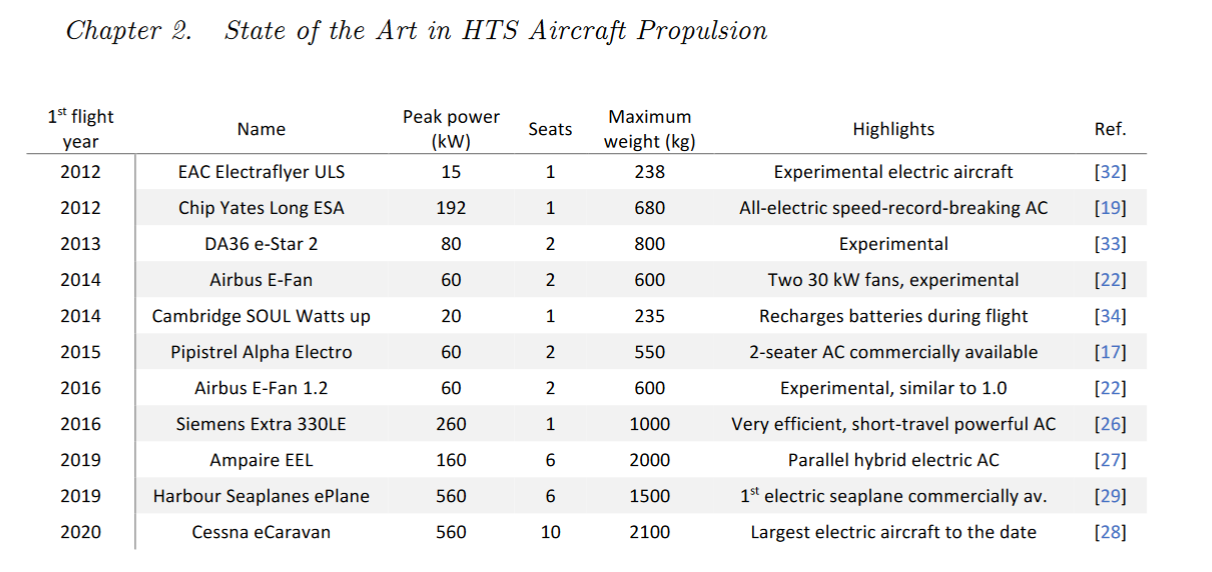 Chapter 2. State of the Art in HTS Aircraft Propulsion
1st flight year Name Peak power (kW) Seats Maximum weight (kg) Highlights Ref.
2012 EAC Electraflyer ULS 15 1 238 Experimental electric aircraft [32]
2012 Chip Yates Long ESA 192 1 680 All-electric speed-record-breaking AC [19]
2013 DA36 e-Star 2 80 2 800 Experimental [33]
2014 Airbus E-Fan 60 2 600 Two 30 kW fans, experimental [22]
2014 Cambridge SOUL Watts up 20 1 235 Recharges batteries during flight [34]
2015 Pipistrel Alpha Electro 60 2 550 2-seater AC commercially available [17]
2016 Airbus E-Fan 1.2 60 2 600 Experimental, similar to 1.0 [22]
2016 Siemens Extra 330LE 260 1 1000 Very efficient, short-travel powerful AC [26]
2019 Ampaire EEL 160 6 2000 Parallel hybrid electric AC [27]
2019 Harbour Seaplanes ePlane 560 6 1500 1st electric seaplane commercially av. [29]
2020 Cessna eCaravan 560 10 2100 Largest electric aircraft to the date [28]